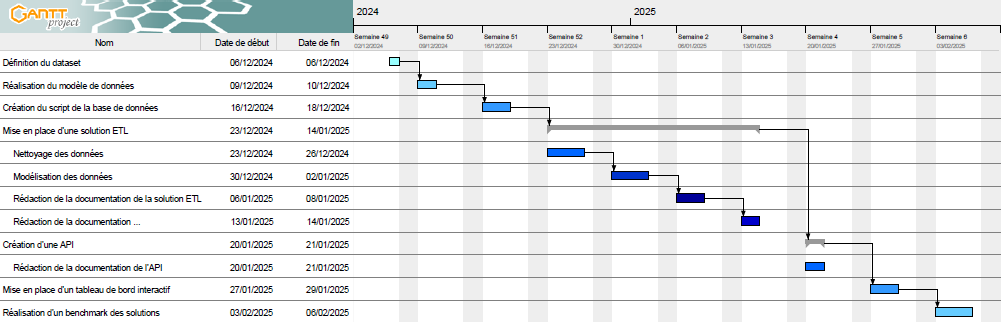 GANTT project
2024 2025
Semaine 49 Semaine 50 Semaine 51 Semaine 52 Semaine 1 Semaine 2 Semaine 3 Semaine 4 Semaine 5 Semaine 6
02/12/2024 09/12/2024 16/12/2024 23/12/2024 30/12/2024 06/01/2025 13/01/2025 20/01/2025 27/01/2025 03/02/2025
Nom Date de début Date de fin
Définition du dataset 06/12/2024 06/12/2024
Réalisation du modèle de données 09/12/2024 10/12/2024
Création du script de la base de données 16/12/2024 18/12/2024
Mise en place d'une solution ETL 23/12/2024 14/01/2025
Nettoyage des données 23/12/2024 26/12/2024
Modélisation des données 30/12/2024 02/01/2025
Rédaction de la documentation de la solution ETL 06/01/2025 08/01/2025
Rédaction de la documentation ... 13/01/2025 14/01/2025
Création d'une API 20/01/2025 21/01/2025
Rédaction de la documentation de l'API 20/01/2025 21/01/2025
Mise en place d'un tableau de bord interactif 27/01/2025 29/01/2025
Réalisation d'un benchmark des solutions 03/02/2025 06/02/2025